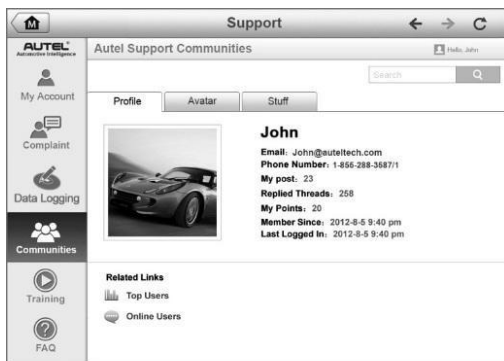 M
Support
AUTEL®
Automotive Intelligence
Autel Support Communities
Hello, John
Search
My Account
Profile
Avatar
Stuff
John
Email: John@auteltech.com
Phone Number: 1-855-288-3587/1
My post: 23
Replied Threads: 258
My Points: 20
Member Since: 2012-8-5 9:40 pm
Last Logged In: 2012-8-5 9:40 pm
Complaint
Data Logging
Communities
Related Links
Top Users
Online Users
Training
FAQ